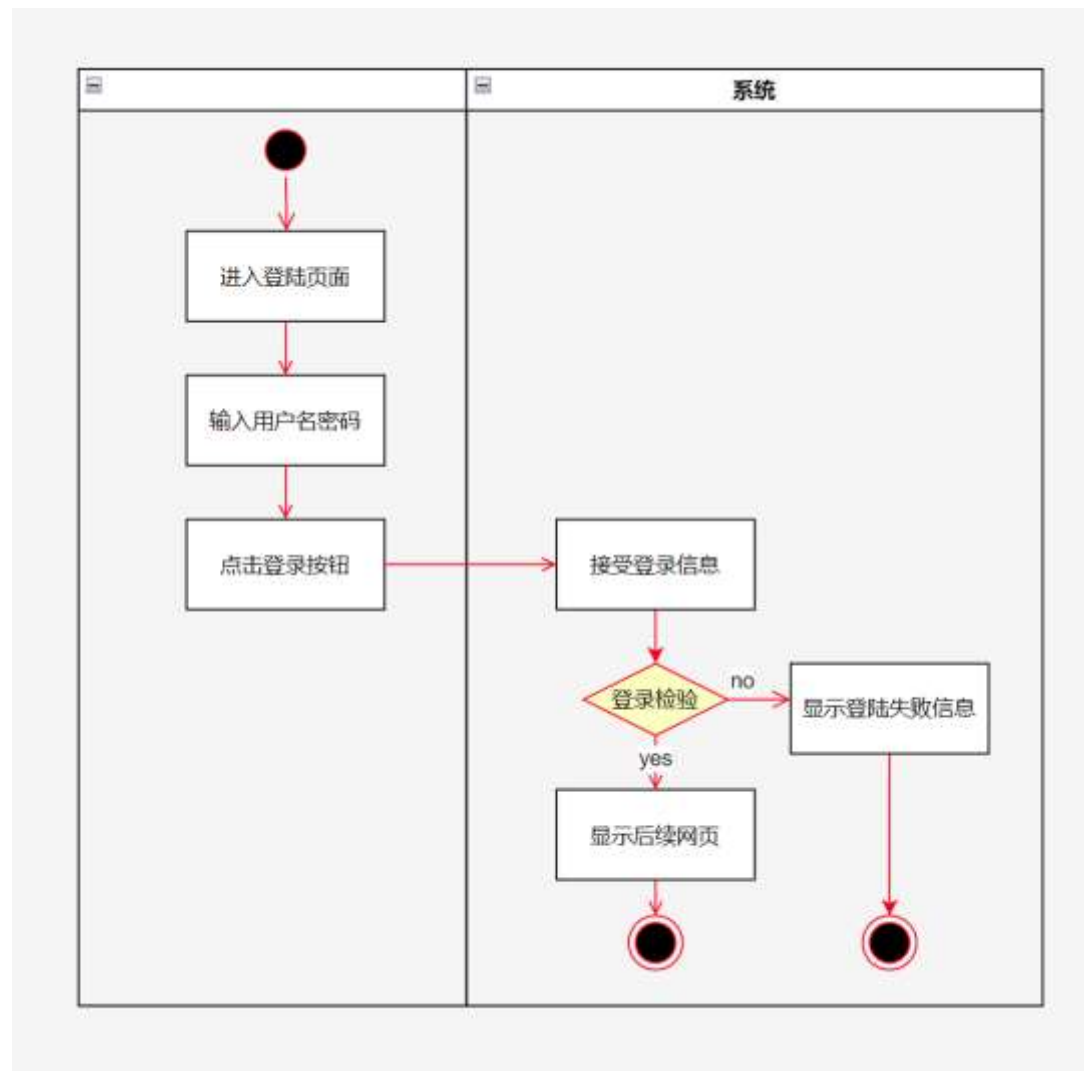 系统
进入登陆页面
输入用户名密码
点击登录按钮
接受登录信息
登录检验
no
显示登陆失败信息
yes
显示后续网页